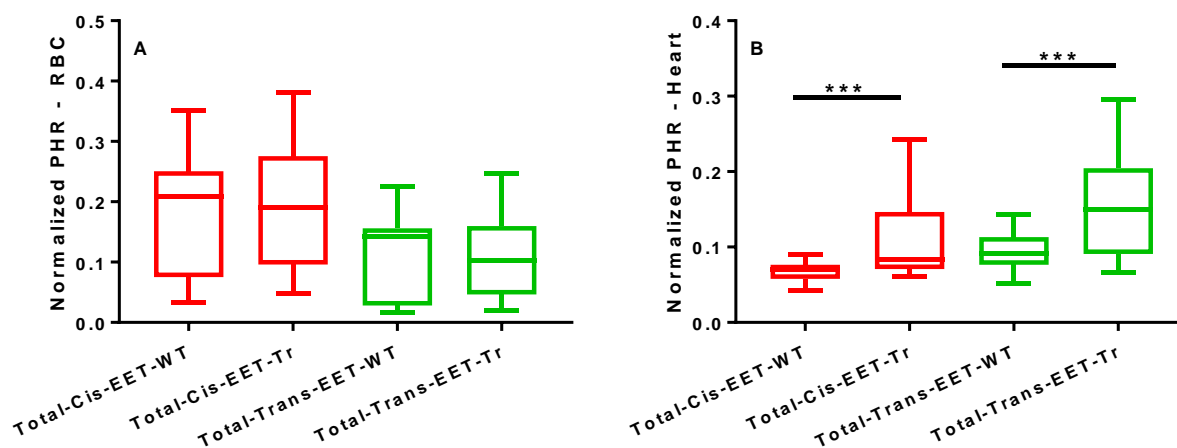 Normalized PHR - RBC
A
0.5
0.4
0.3
0.2
0.1
0.0
Total-Cis-EET-WT
Total-Cis-EET-Tr
Total-Trans-EET-WT
Total-Trans-EET-Tr
Normalized PHR - Heart
B
0.4
0.3
0.2
0.1
0.0
***
***
Total-Cis-EET-WT
Total-Cis-EET-Tr
Total-Trans-EET-WT
Total-Trans-EET-Tr